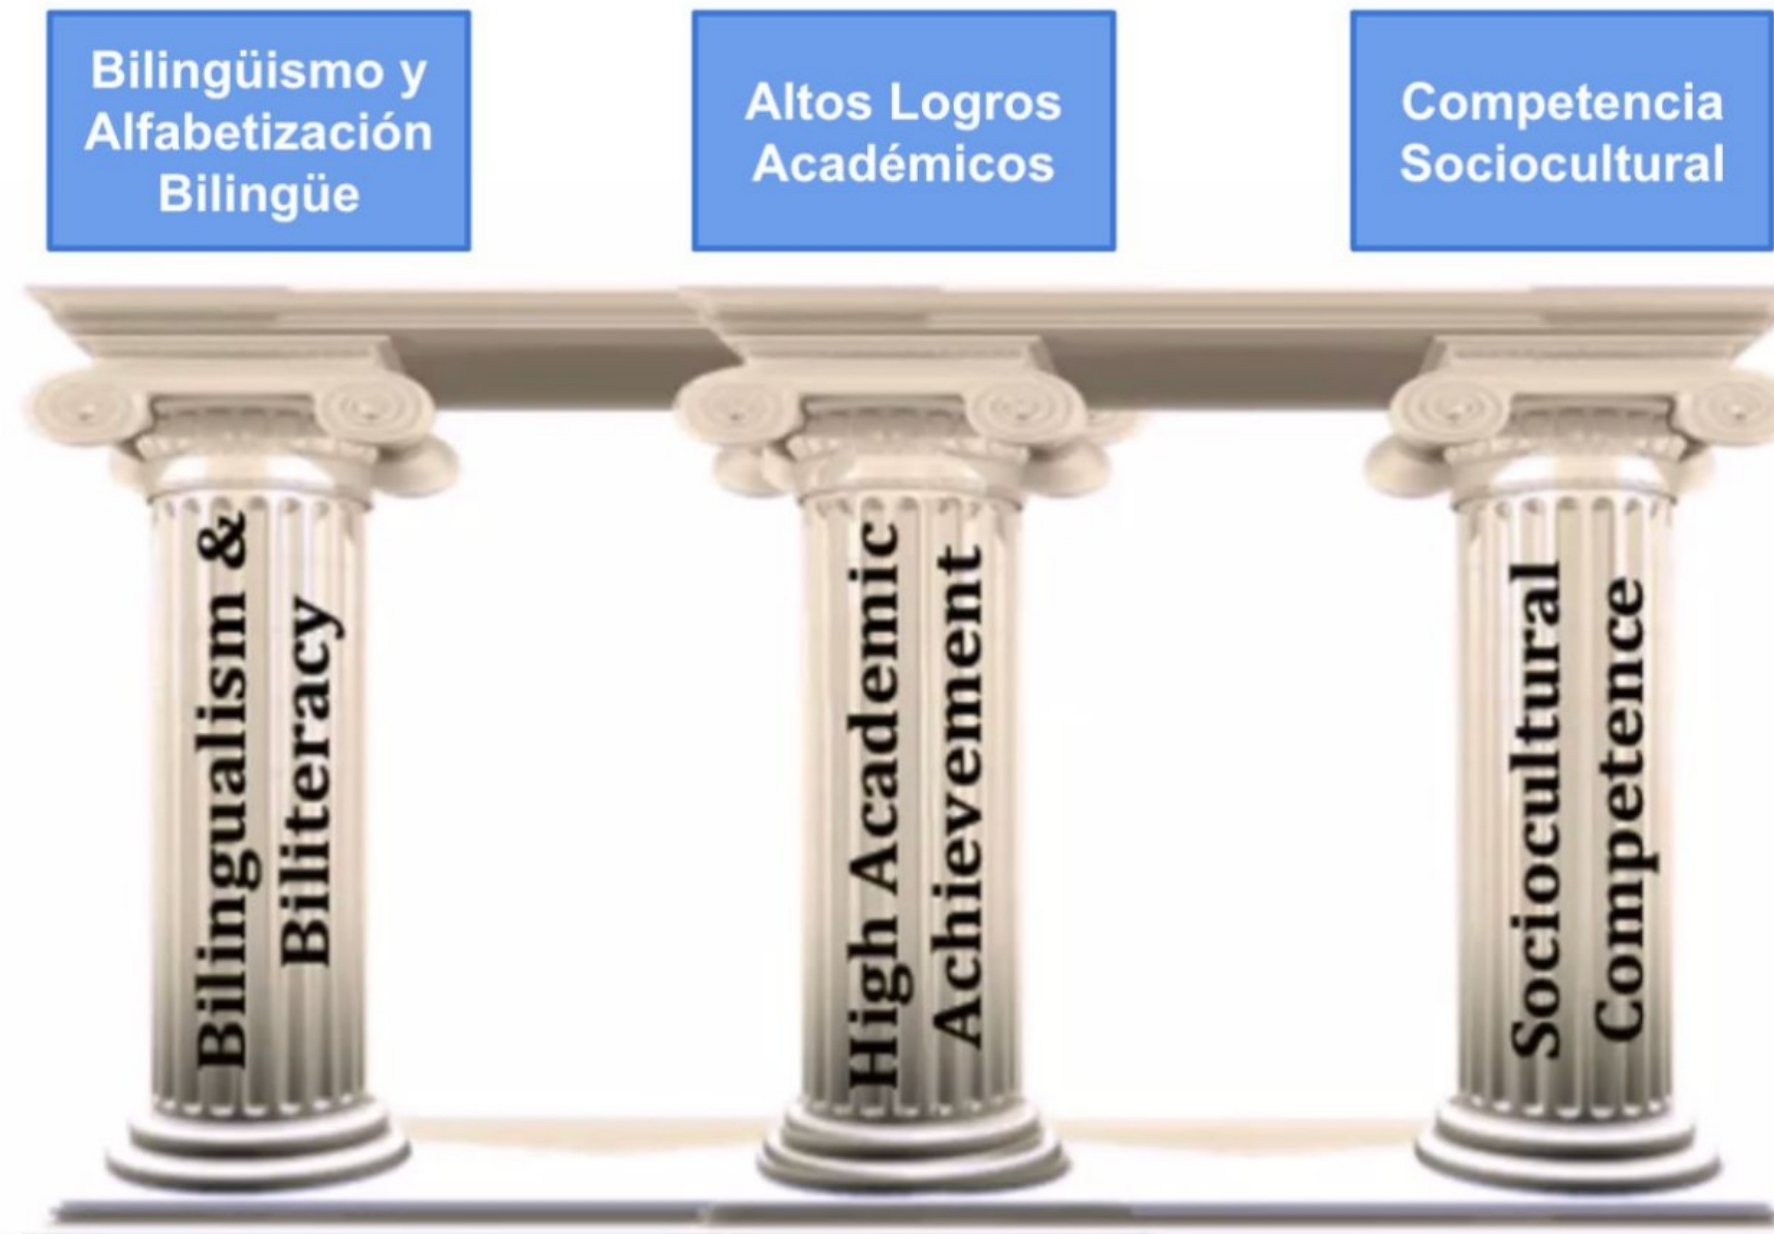 Bilingüismo y
Alfabetización
Bilingüe
Altos Logros
Académicos
Competencia
Sociocultural
Bilingualism &
Biliteracy
High Academic
Achievement
Sociocultural
Competence